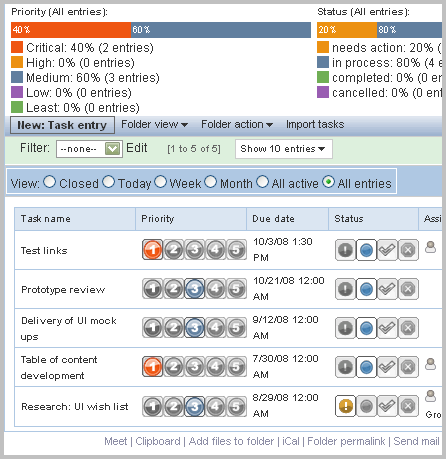 Priority (All entries): Status (All entries):
40% 60% 20% 80%
Critical: 40% (2 entries) needs action: 20% (
High: 0% (0 entries) in process: 80% (4 e
Medium: 60% (3 entries) completed: 0% (0 en
Low: 0% (0 entries) cancelled: 0% (0 entr
Least: 0% (0 entries)
New: Task entry Folder view Folder action Import tasks
Filter: --none-- Edit [1 to 5 of 5] Show 10 entries
View: Closed Today Week Month All active All entries
Task name Priority Due date Status Assi
Test links 1 2 3 4 5 10/3/08 1:30 PM
Prototype review 1 2 3 4 5 10/21/08 12:00 AM
Delivery of UI mock ups 1 2 3 4 5 9/12/08 12:00 AM
Table of content development 1 2 3 4 5 7/30/08 12:00 AM
Research: UI wish list 1 2 3 4 5 8/29/08 12:00 AM Gro
Meet | Clipboard | Add files to folder | iCal | Folder permalink | Send mail